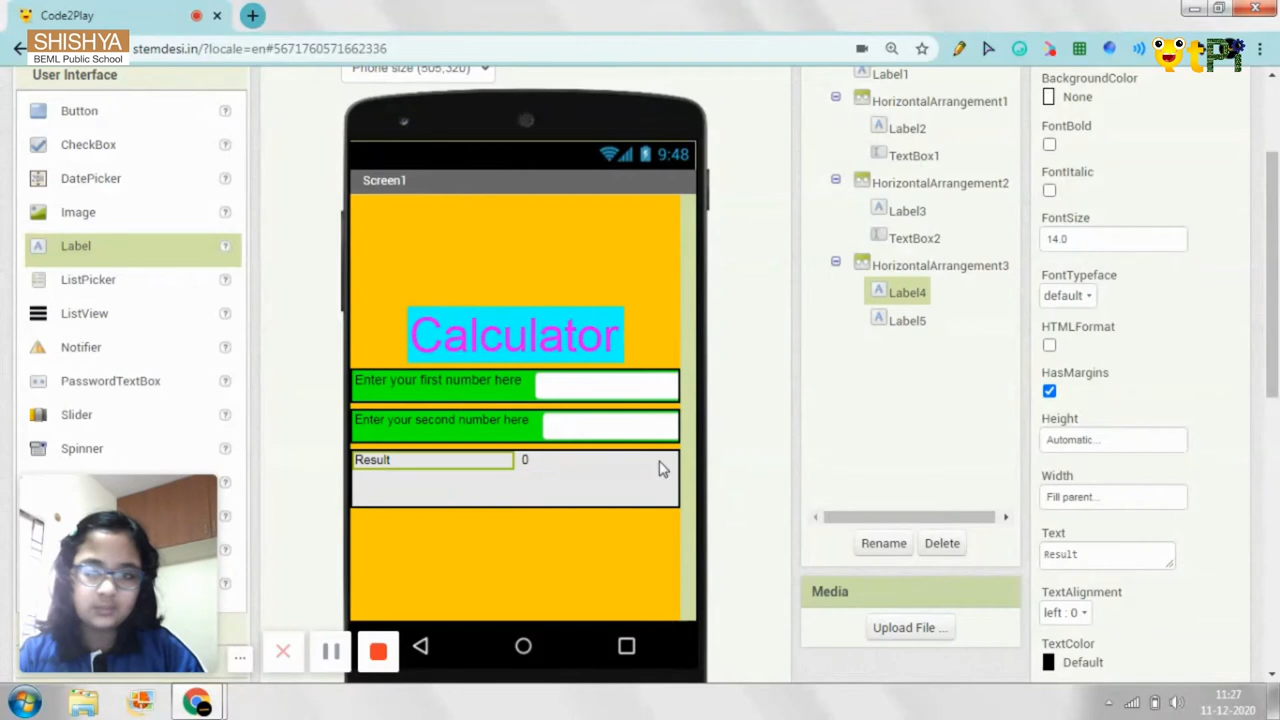 Code2Play
SHISHYA
BEML Public School
stemdesi.in/?locale=en#5671760571662336
User Interface
Button
?
CheckBox
?
DatePicker
?
Image
?
Label
?
ListPicker
?
ListView
?
Notifier
?
PasswordTextBox
?
Slider
?
Spinner
?
Phone size (505,320)
9:48
Screen1
Calculator
Enter your first number here
Enter your second number here
Result
0
Label1
HorizontalArrangement1
Label2
TextBox1
HorizontalArrangement2
Label3
TextBox2
HorizontalArrangement3
Label4
Label5
Rename
Delete
Media
Upload File ...
BackgroundColor
None
FontBold
FontItalic
FontSize
14.0
FontTypeface
default
HTMLFormat
HasMargins
Height
Automatic...
Width
Fill parent...
Text
Result
TextAlignment
left : 0
TextColor
Default
11:27
11-12-2020